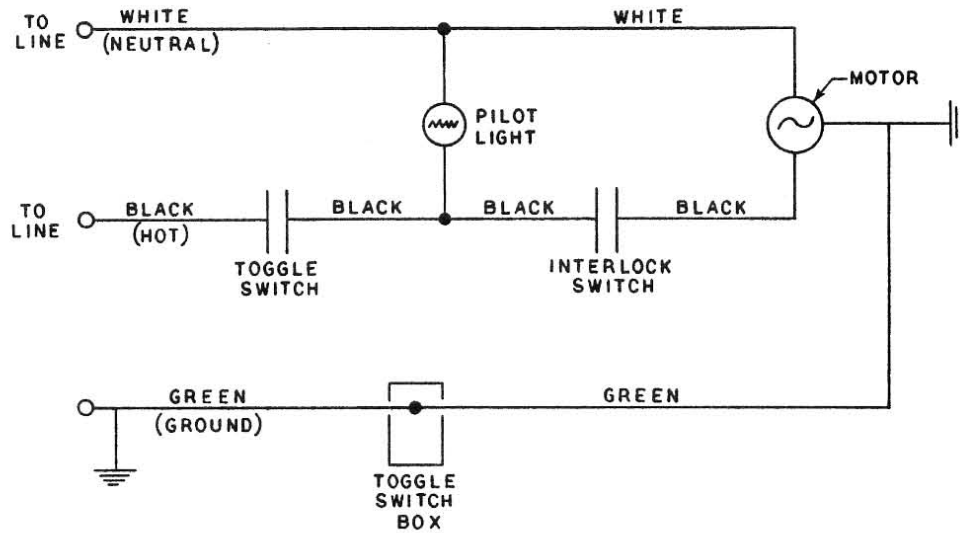 TO
LINE
WHITE
(NEUTRAL)
WHITE
MOTOR
PILOT
LIGHT
TO
LINE
BLACK
(HOT)
BLACK
BLACK
BLACK
TOGGLE
SWITCH
INTERLOCK
SWITCH
GREEN
(GROUND)
GREEN
TOGGLE
SWITCH
BOX